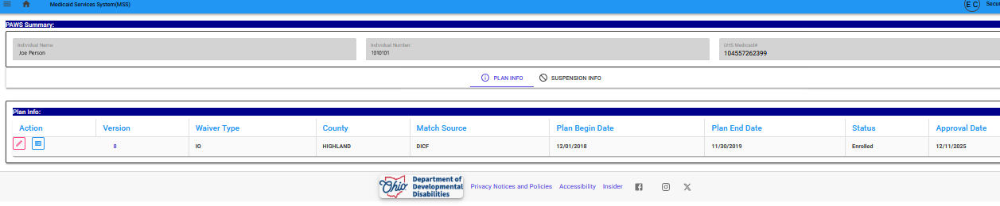 Medicaid Services System(MSS)
E C
Secur
PAWS Summary:
Individual Name
Joe Person
Individual Number:
1010101
DHS Medicaid#
104557262399
PLAN INFO
SUSPENSION INFO
Plan Info:
Action Version Waiver Type County Match Source Plan Begin Date Plan End Date Status Approval Date
8 IO HIGHLAND DICF 12/01/2018 11/30/2019 Enrolled 12/11/2025
Ohio
Department of
Developmental
Disabilities
Privacy Notices and Policies Accessibility Insider